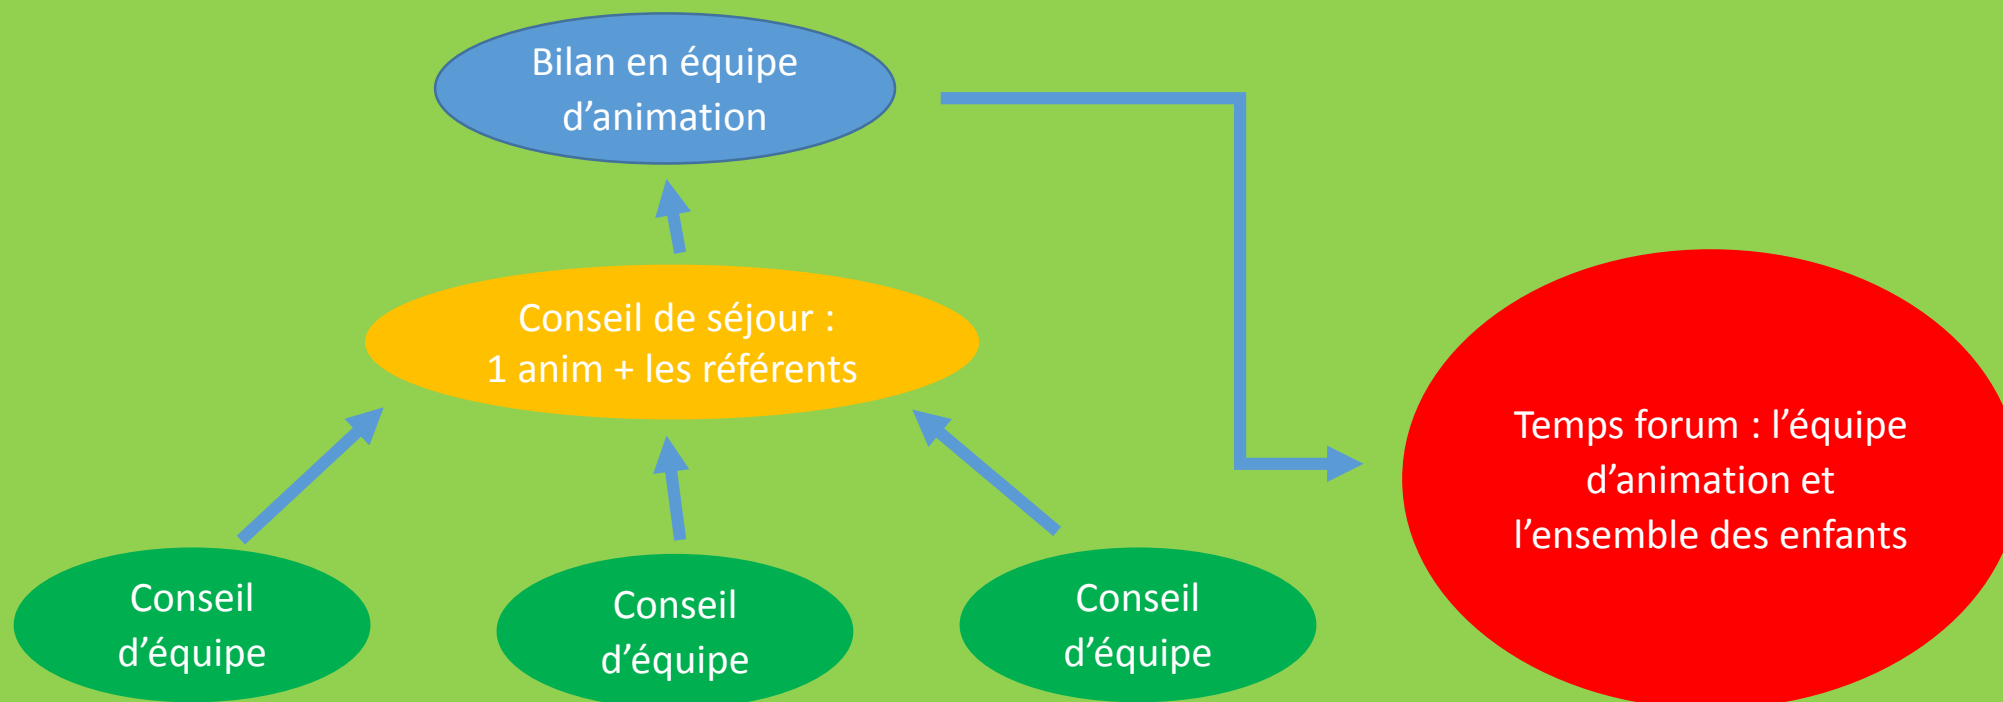 Bilan en équipe
d’animation
Conseil de séjour :
1 anim + les référents
Temps forum : l’équipe
d’animation et
l’ensemble des enfants
Conseil
d’équipe
Conseil
d’équipe
Conseil
d’équipe